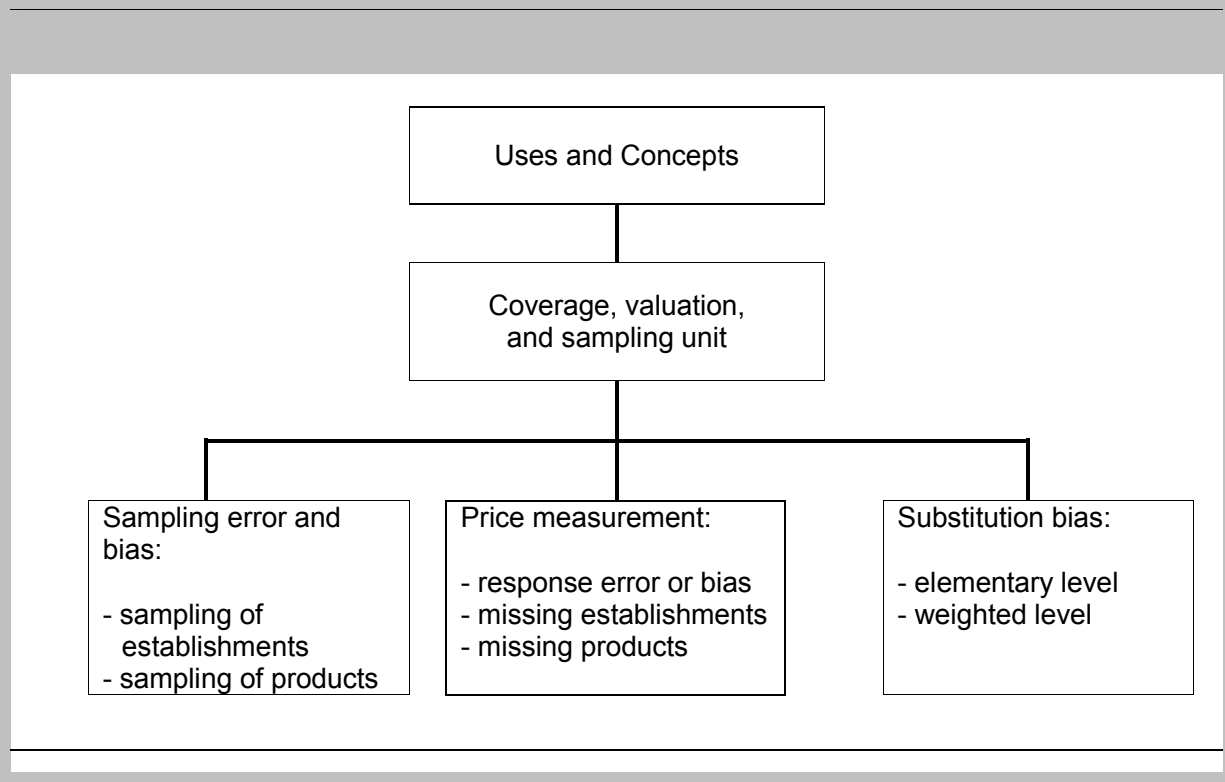 Uses and Concepts
Coverage, valuation,
and sampling unit
Sampling error and
bias:
- sampling of
establishments
- sampling of products
Price measurement:
- response error or bias
- missing establishments
- missing products
Substitution bias:
- elementary level
- weighted level